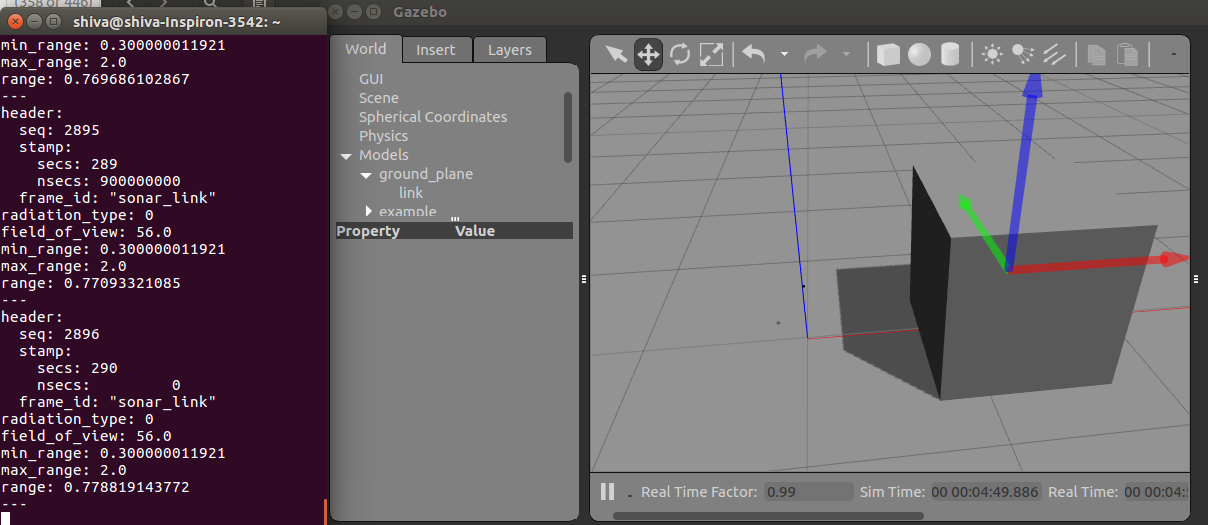 (358 of 446)
shiva@shiva-Inspiron-3542: ~
min_range: 0.300000011921
max_range: 2.0
range: 0.769686102867
---
header:
  seq: 2895
  stamp:
    secs: 289
    nsecs: 900000000
  frame_id: "sonar_link"
radiation_type: 0
field_of_view: 56.0
min_range: 0.300000011921
max_range: 2.0
range: 0.77093321085
---
header:
  seq: 2896
  stamp:
    secs: 290
    nsecs:         0
  frame_id: "sonar_link"
radiation_type: 0
field_of_view: 56.0
min_range: 0.300000011921
max_range: 2.0
range: 0.778819143772
---
Gazebo
World Insert Layers
GUI
Scene
Spherical Coordinates
Physics
Models
ground_plane
link
example
Property Value
Real Time Factor: 0.99 Sim Time: 00 00:04:49.886 Real Time: 00 00:04: